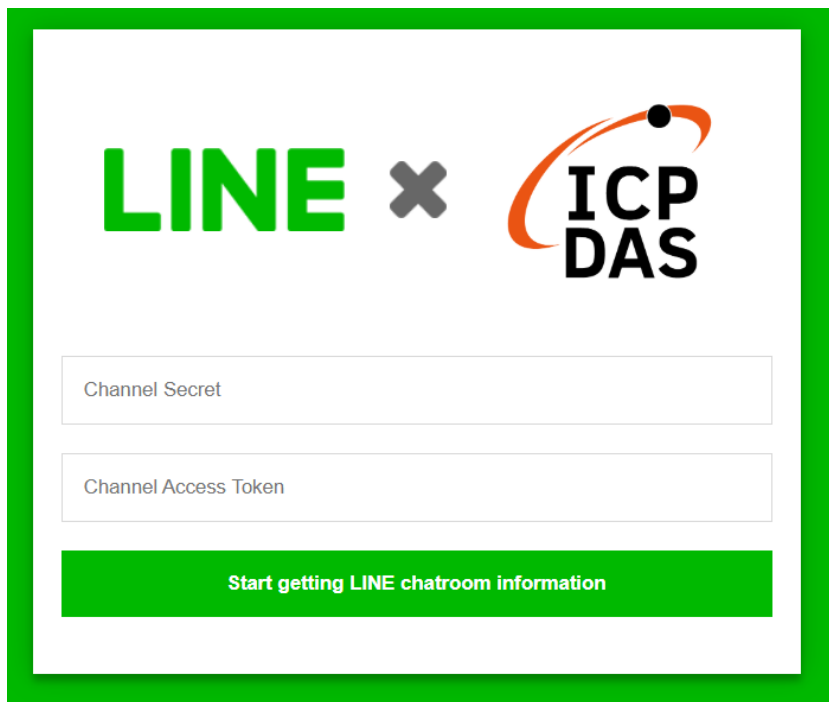 LINE
ICP
DAS
Channel Secret
Channel Access Token
Start getting LINE chatroom information